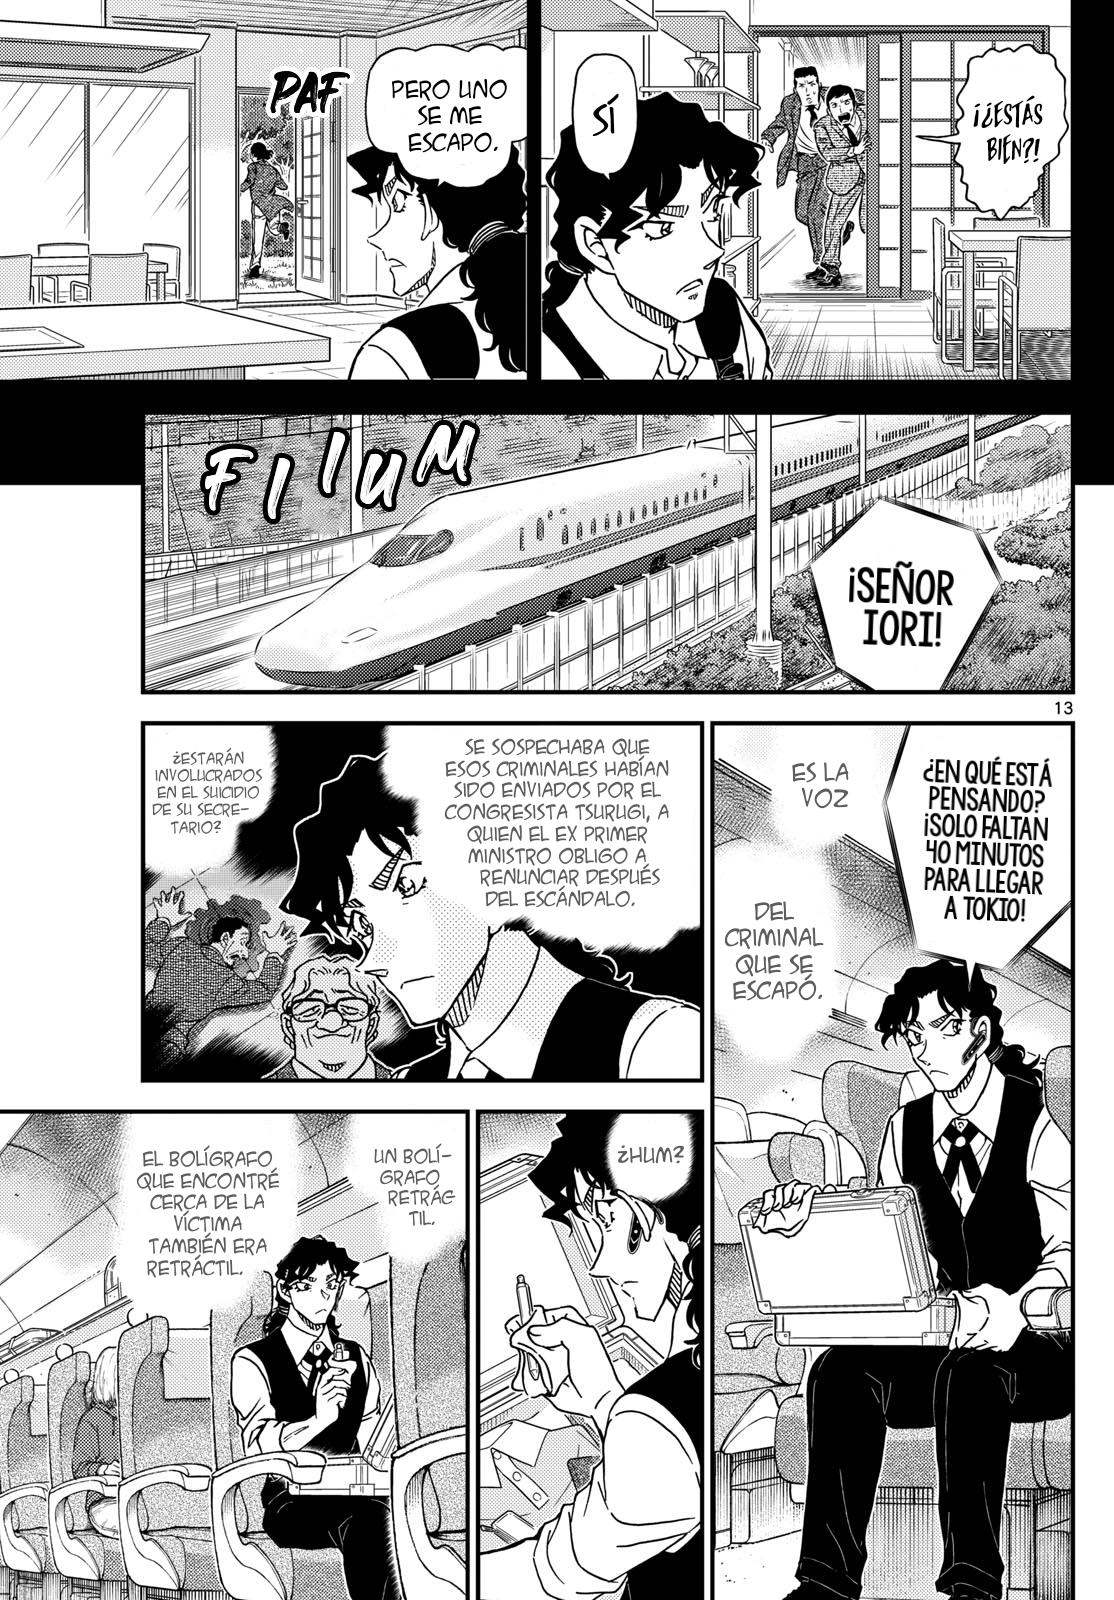 ¡¿ESTÁS
BIEN?!
SÍ
PERO UNO
SE ME
ESCAPO.
PAF
FIIUM
¡SEÑOR
IORI!
13
¿EN QUÉ ESTÁ
PENSANDO?
¡SOLO FALTAN
40 MINUTOS
PARA LLEGAR
A TOKIO!
ES LA
VOZ
DEL
CRIMINAL
QUE SE
ESCAPÓ.
SE SOSPECHABA QUE
ESOS CRIMINALES HABÍAN
SIDO ENVIADOS POR EL
CONGRESISTA TSURUGI, A
QUIEN EL EX PRIMER
MINISTRO OBLIGO A
RENUNCIAR DESPUÉS
DEL ESCÁNDALO.
¿ESTARÁN
INVOLUCRADOS
EN EL SUICIDIO
DE SU SECRE-
TARIO?
¿HUM?
UN BOLÍ-
GRAFO
RETRÁG
TIL.
EL BOLÍGRAFO
QUE ENCONTRÉ
CERCA DE LA
VÍCTIMA
TAMBIÉN ERA
RETRÁCTIL.